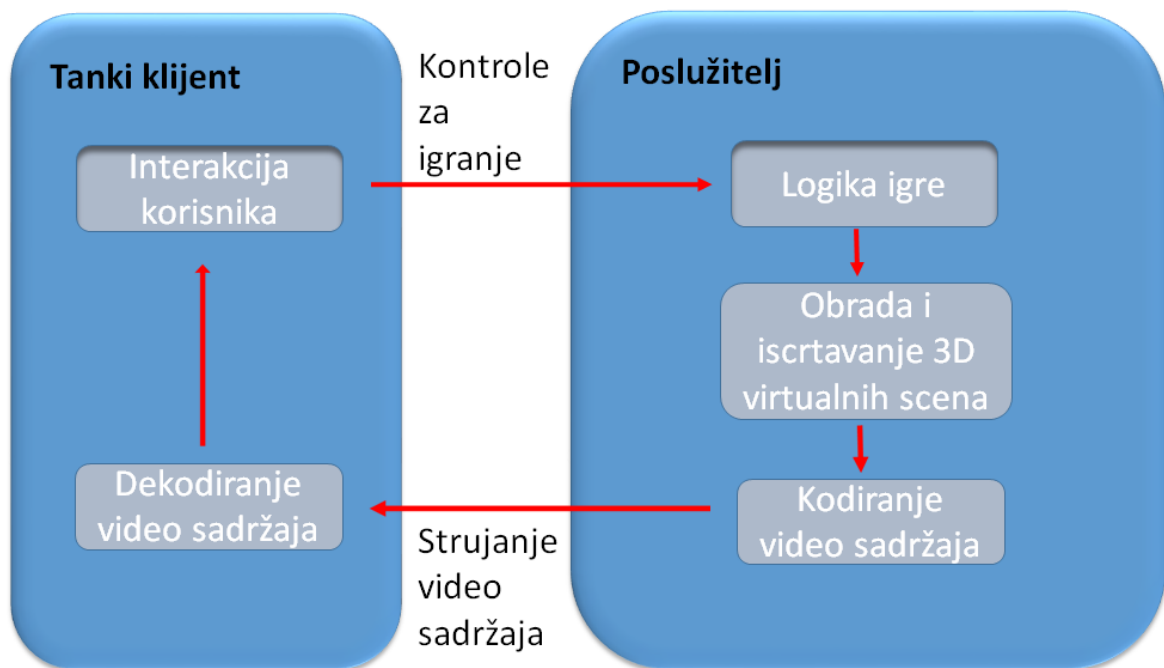 Tanki klijent
Interakcija
korisnika
Dekodiranje
video sadržaja
Kontrole
za
igranje
Strujanje
video
sadržaja
Poslužitelj
Logika igre
Obrada i
iscrtavanje 3D
virtualnih scena
Kodiranje
video sadržaja